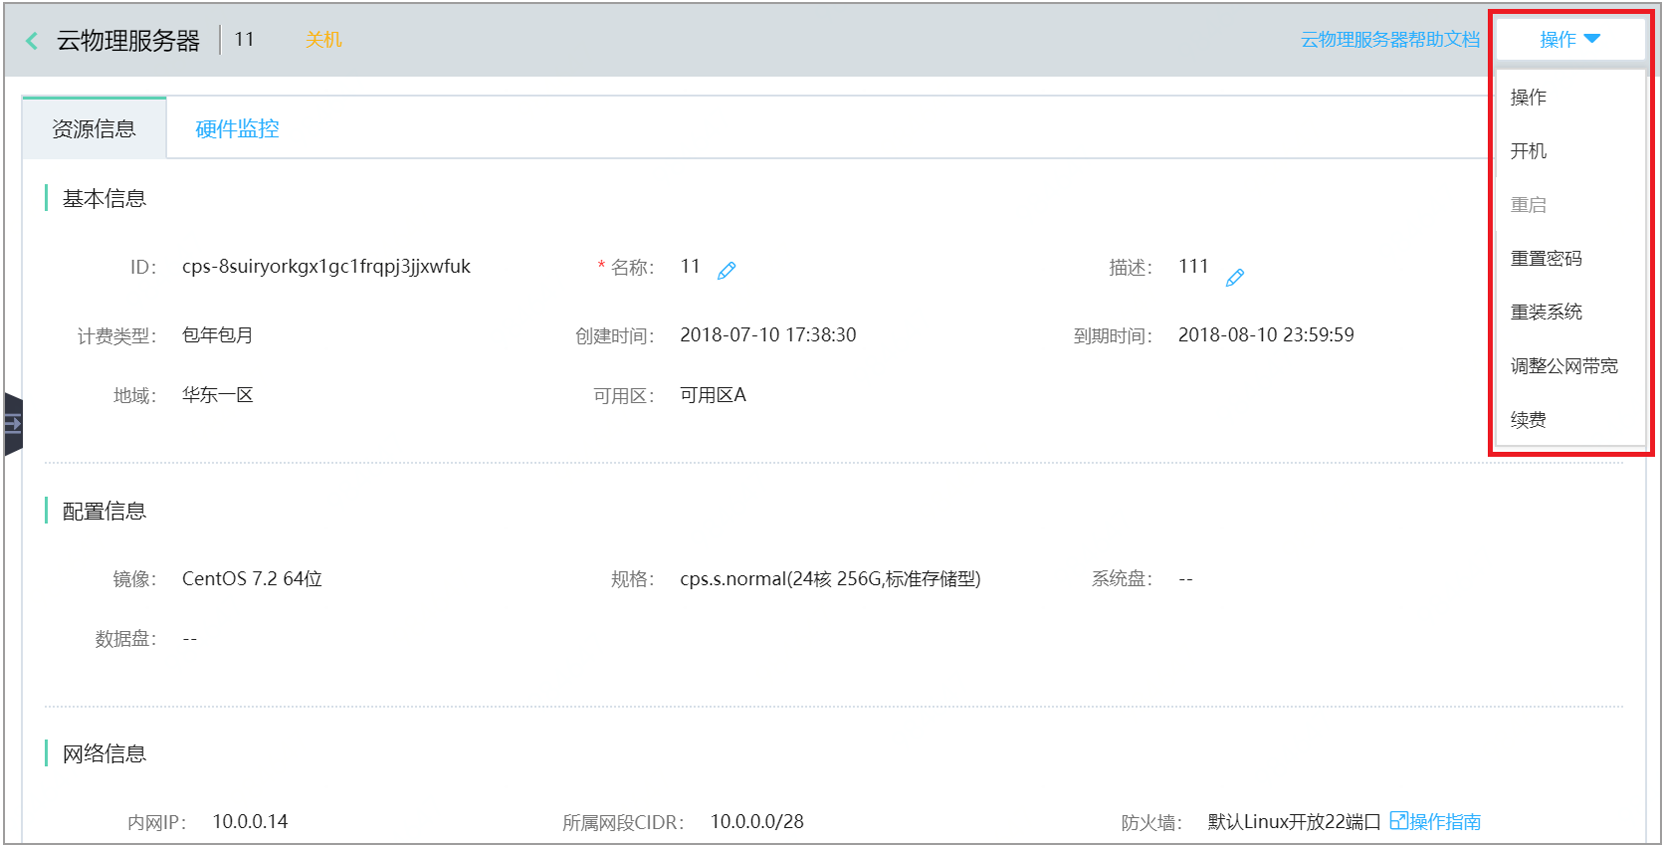 云物理服务器 11 关机 云物理服务器帮助文档 操作
操作
开机
重启
重置密码
重装系统
调整公网带宽
续费
资源信息 硬件监控
基本信息
ID： cps-8suiryorkgx1gc1frqpj3jjxwfuk * 名称： 11 描述： 111
计费类型： 包年包月 创建时间： 2018-07-10 17:38:30 到期时间： 2018-08-10 23:59:59
地域： 华东一区 可用区： 可用区A
配置信息
镜像： CentOS 7.2 64位 规格： cps.s.normal(24核 256G,标准存储型) 系统盘： --
数据盘： --
网络信息
内网IP： 10.0.0.14 所属网段CIDR： 10.0.0.0/28 防火墙： 默认Linux开放22端口 操作指南